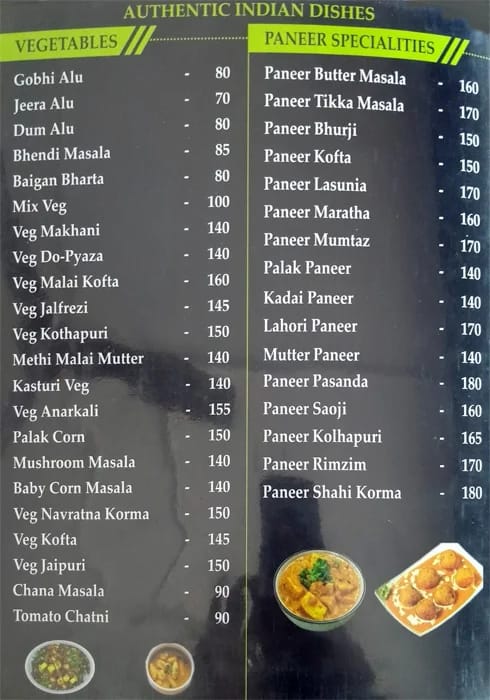 AUTHENTIC INDIAN DISHES
VEGETABLES
Gobhi Alu - 80
Jeera Alu - 70
Dum Alu - 80
Bhendi Masala - 85
Baigan Bharta - 80
Mix Veg - 100
Veg Makhani - 140
Veg Do-Pyaza - 140
Veg Malai Kofta - 160
Veg Jalfrezi - 145
Veg Kothapuri - 150
Methi Malai Mutter - 140
Kasturi Veg - 140
Veg Anarkali - 155
Palak Corn - 150
Mushroom Masala - 140
Baby Corn Masala - 140
Veg Navratna Korma - 150
Veg Kofta - 145
Veg Jaipuri - 150
Chana Masala - 90
Tomato Chatni - 90
PANEER SPECIALITIES
Paneer Butter Masala - 160
Paneer Tikka Masala - 170
Paneer Bhurji - 150
Paneer Kofta - 150
Paneer Lasunia - 170
Paneer Maratha - 160
Paneer Mumtaz - 170
Palak Paneer - 140
Kadai Paneer - 140
Lahori Paneer - 170
Mutter Paneer - 140
Paneer Pasanda - 180
Paneer Saoji - 160
Paneer Kolhapuri - 165
Paneer Rimzim - 170
Paneer Shahi Korma - 180